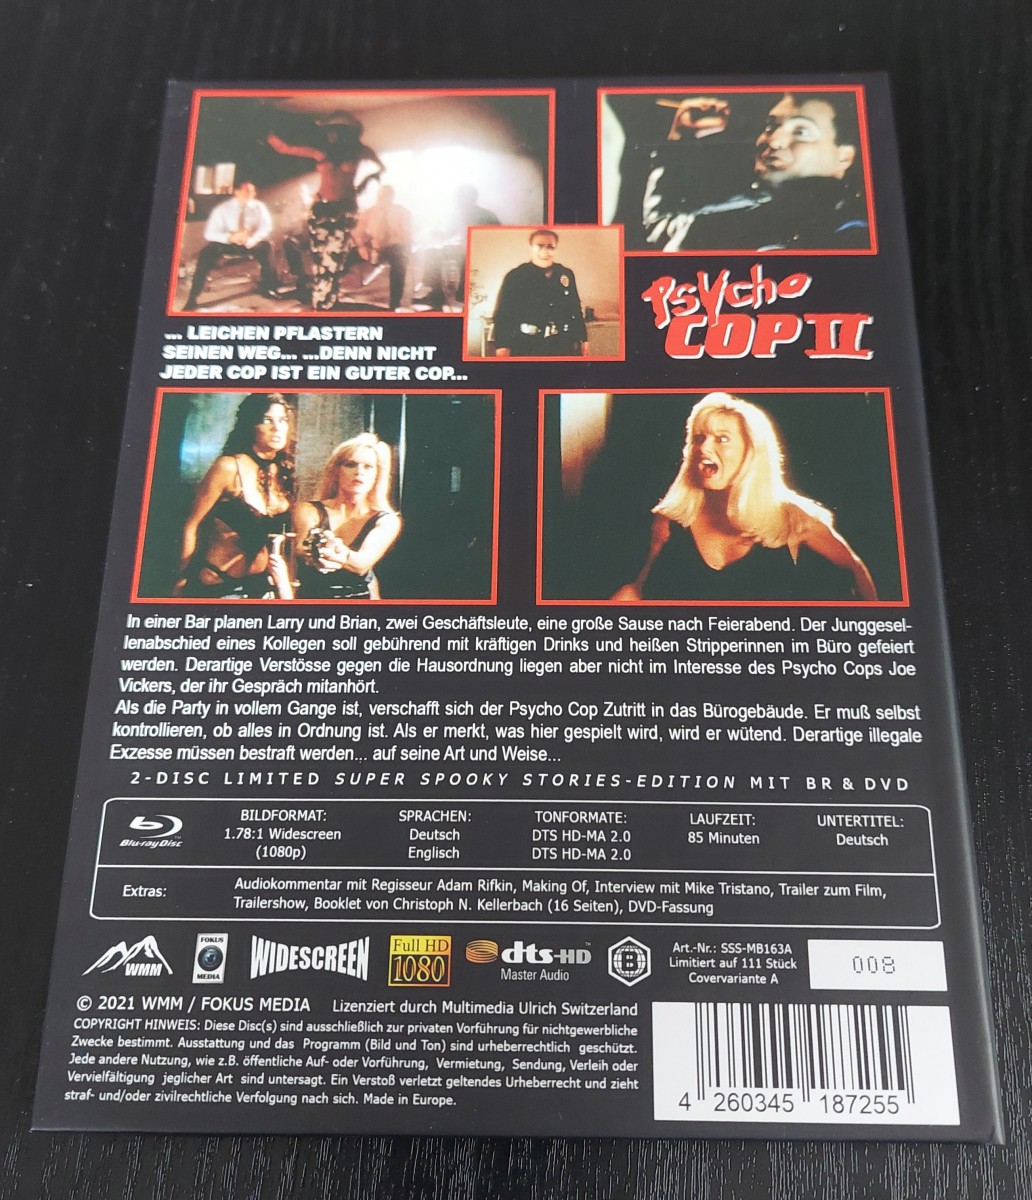 Psycho
COP II
... LEICHEN PFLASTERN
SEINEN WEG... ...DENN NICHT
JEDER COP IST EIN GUTER COP...
In einer Bar planen Larry und Brian, zwei Geschäftsleute, eine große Sause nach Feierabend. Der Junggesel-
lenabschied eines Kollegen soll gebührend mit kräftigen Drinks und heißen Stripperinnen im Büro gefeiert
werden. Derartige Verstösse gegen die Hausordnung liegen aber nicht im Interesse des Psycho Cops Joe
Vickers, der ihr Gespräch mitanhört.
Als die Party in vollem Gange ist, verschafft sich der Psycho Cop Zutritt in das Bürogebäude. Er muß selbst
kontrollieren, ob alles in Ordnung ist. Als er merkt, was hier gespielt wird, wird er wütend. Derartige illegale
Exzesse müssen bestraft werden... auf seine Art und Weise...
2-DISC LIMITED SUPER SPOOKY STORIES-EDITION MIT BR & DVD
Blu-ray Disc
BILDFORMAT:
1.78:1 Widescreen
(1080p)
SPRACHEN:
Deutsch
Englisch
TONFORMATE:
DTS HD-MA 2.0
DTS HD-MA 2.0
LAUFZEIT:
85 Minuten
UNTERTITEL:
Deutsch
Extras:
Audiokommentar mit Regisseur Adam Rifkin, Making Of, Interview mit Mike Tristano, Trailer zum Film,
Trailershow, Booklet von Christoph N. Kellerbach (16 Seiten), DVD-Fassung
WMM
FOKUS
MEDIA
WIDESCREEN
Full HD
1080
dts-HD
Master Audio
B
Art.-Nr.: SSS-MB163A
Limitiert auf 111 Stück
Covervariante A
008
© 2021 WMM / FOKUS MEDIA Lizenziert durch Multimedia Ulrich Switzerland
COPYRIGHT HINWEIS: Diese Disc(s) sind ausschließlich zur privaten Vorführung für nichtgewerbliche
Zwecke bestimmt. Ausstattung und das Programm (Bild und Ton) sind urheberrechtlich geschützt.
Jede andere Nutzung, wie z.B. öffentliche Auf- oder Vorführung, Vermietung, Sendung, Verleih oder
Vervielfältigung jeglicher Art sind untersagt. Ein Verstoß verletzt geltendes Urheberrecht und zieht
straf- und/oder zivilrechtliche Verfolgung nach sich. Made in Europe.
4 260345 187255